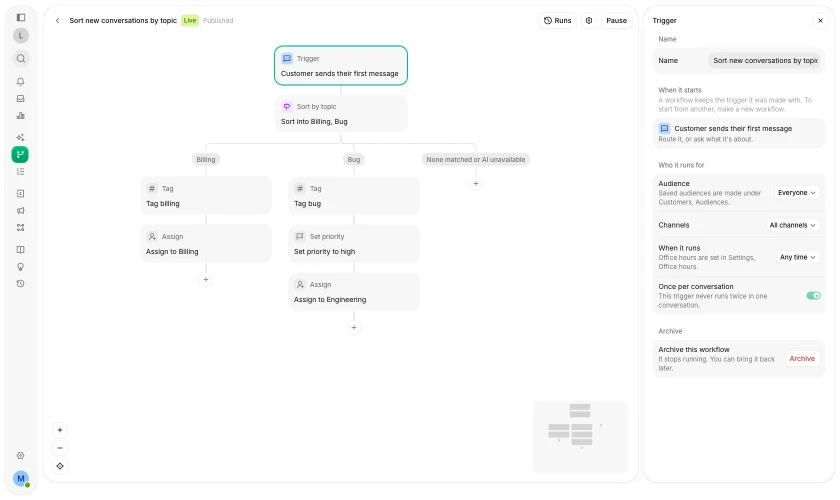 Sort new conversations by topic
Live
Published
Runs
Pause
L
M
Trigger
Customer sends their first message
Sort by topic
Sort into Billing, Bug
Billing
Bug
None matched or AI unavailable
Tag
Tag billing
Assign
Assign to Billing
Tag
Tag bug
Set priority
Set priority to high
Assign
Assign to Engineering
Trigger
Name
Name
Sort new conversations by topic
When it starts
A workflow keeps the trigger it was made with. To
start from another, make a new workflow.
Customer sends their first message
Route it, or ask what it's about.
Who it runs for
Audience
Saved audiences are made under
Customers, Audiences.
Everyone
Channels
All channels
When it runs
Office hours are set in Settings,
Office hours.
Any time
Once per conversation
This trigger never runs twice in one
conversation.
Archive
Archive this workflow
It stops running. You can bring it back
later.
Archive